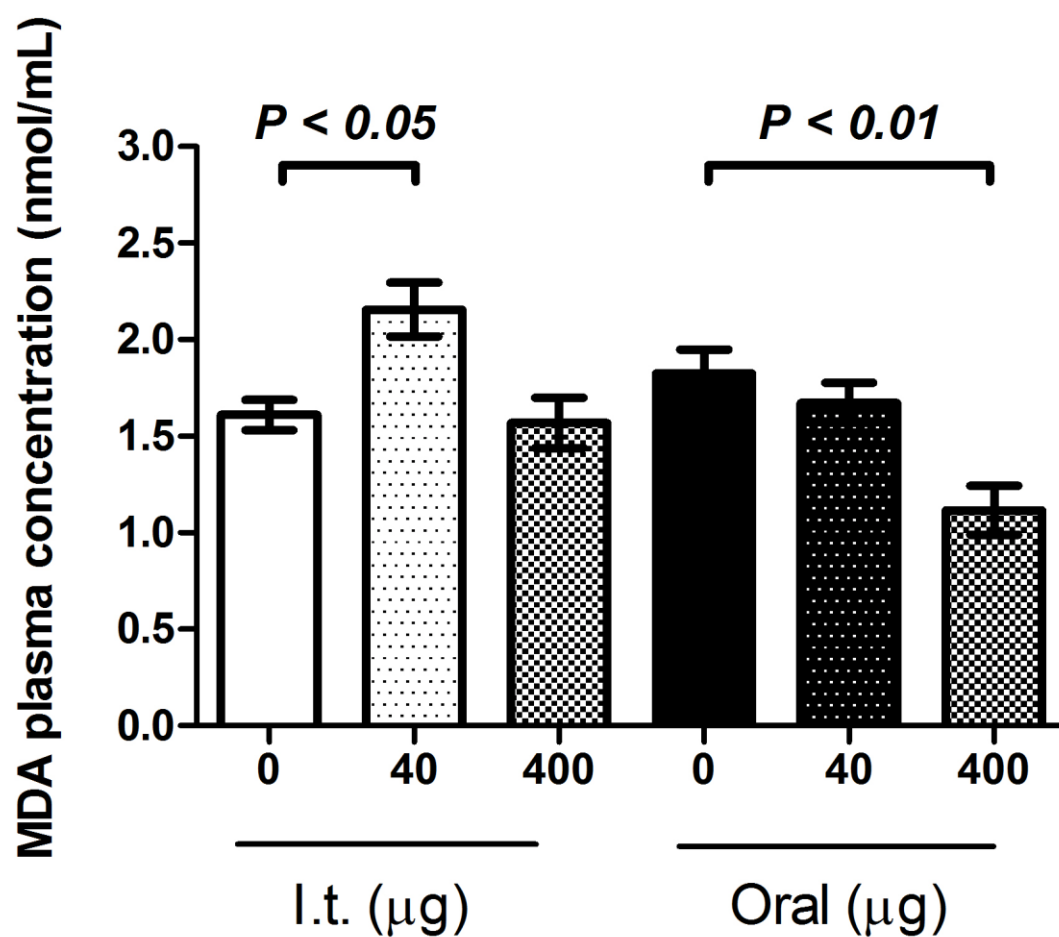 MDA plasma concentration (nmol/mL)
P < 0.05
P < 0.01
3.0
2.5
2.0
1.5
1.0
0.5
0.0
0 40 400 0 40 400
I.t. (μg) Oral (μg)